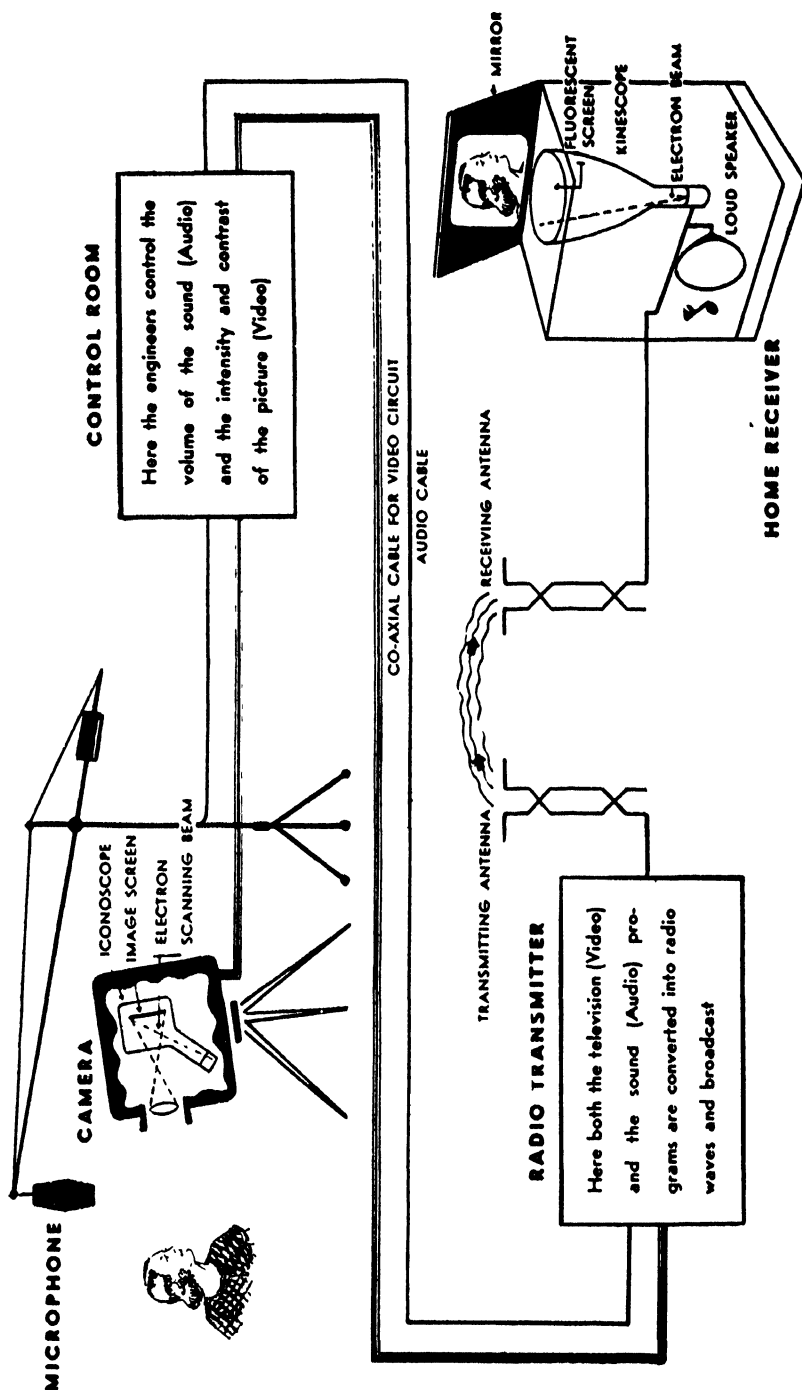 MICROPHONE
CAMERA
ICONOSCOPE
IMAGE SCREEN
ELECTRON
SCANNING BEAM
CONTROL ROOM
Here the engineers control the
volume of the sound (Audio)
and the intensity and contrast
of the picture (Video)
CO-AXIAL CABLE FOR VIDEO CIRCUIT
AUDIO CABLE
RADIO TRANSMITTER
Here both the television (Video)
and the sound (Audio) pro-
grams are converted into radio
waves and broadcast
TRANSMITTING ANTENNA
RECEIVING ANTENNA
MIRROR
FLUORESCENT
SCREEN
KINESCOPE
ELECTRON BEAM
LOUD SPEAKER
HOME RECEIVER